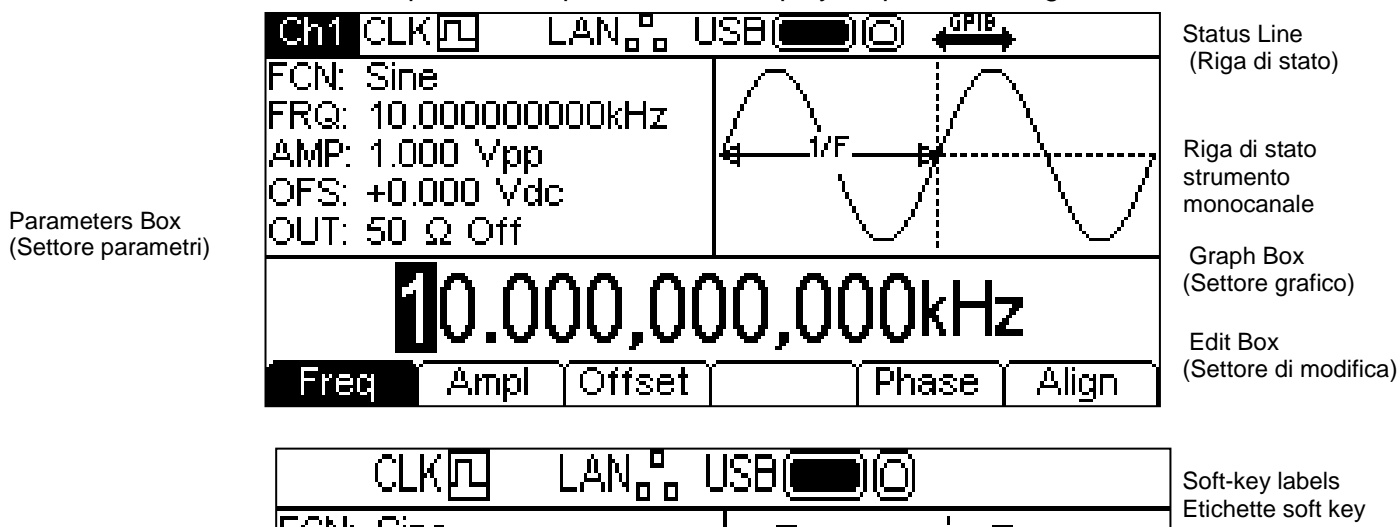 Ch1 CLK LAN USB GPIB
Status Line
(Riga di stato)
FCN: Sine
FRQ: 10.000000000kHz
AMP: 1.000 Vpp
OFS: +0.000 Vdc
OUT: 50 Ω Off
1/F
Riga di stato
strumento
monocanale
Parameters Box
(Settore parametri)
Graph Box
(Settore grafico)
10.000,000,000kHz
Edit Box
(Settore di modifica)
Freq Ampl Offset Phase Align
CLK LAN USB
Soft-key labels
Etichette soft key
FCN: Sine